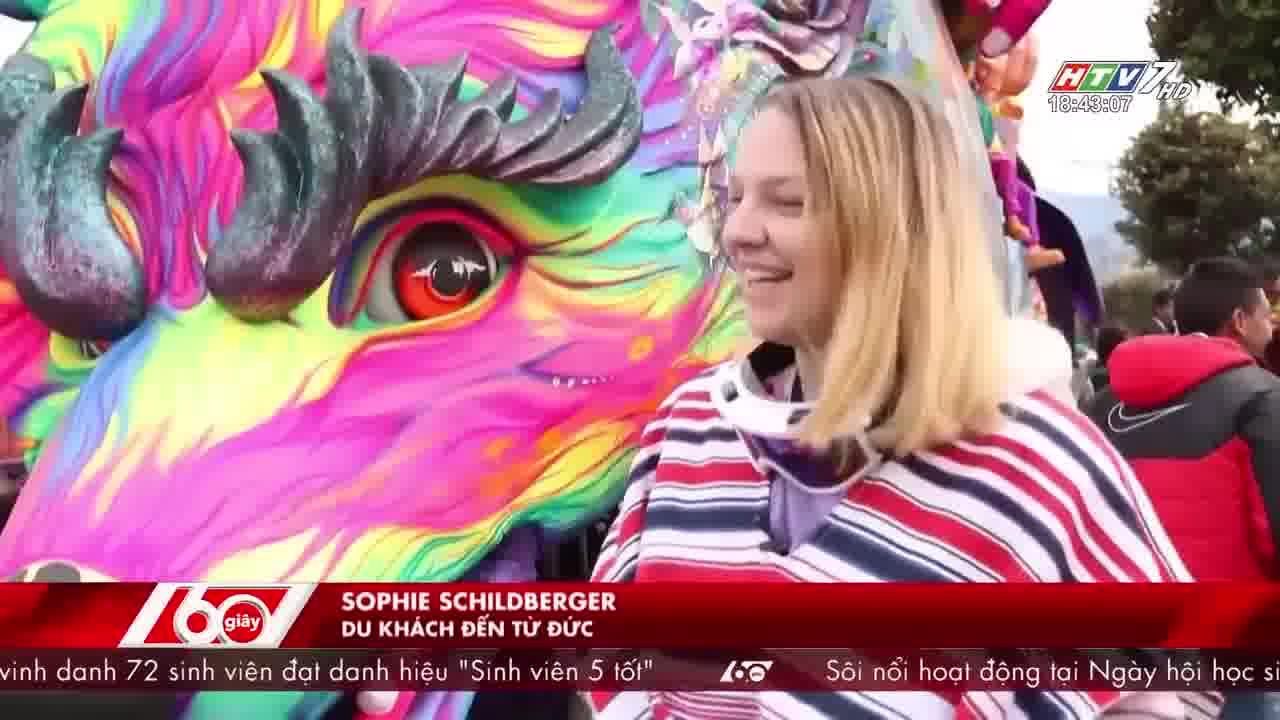 HTV7 HD
18:43:07
60 giây
SOPHIE SCHILDBERGER
DU KHÁCH ĐẾN TỪ ĐỨC
vinh danh 72 sinh viên đạt danh hiệu "Sinh viên 5 tốt" 60 Sôi nổi hoạt động tại Ngày hội học